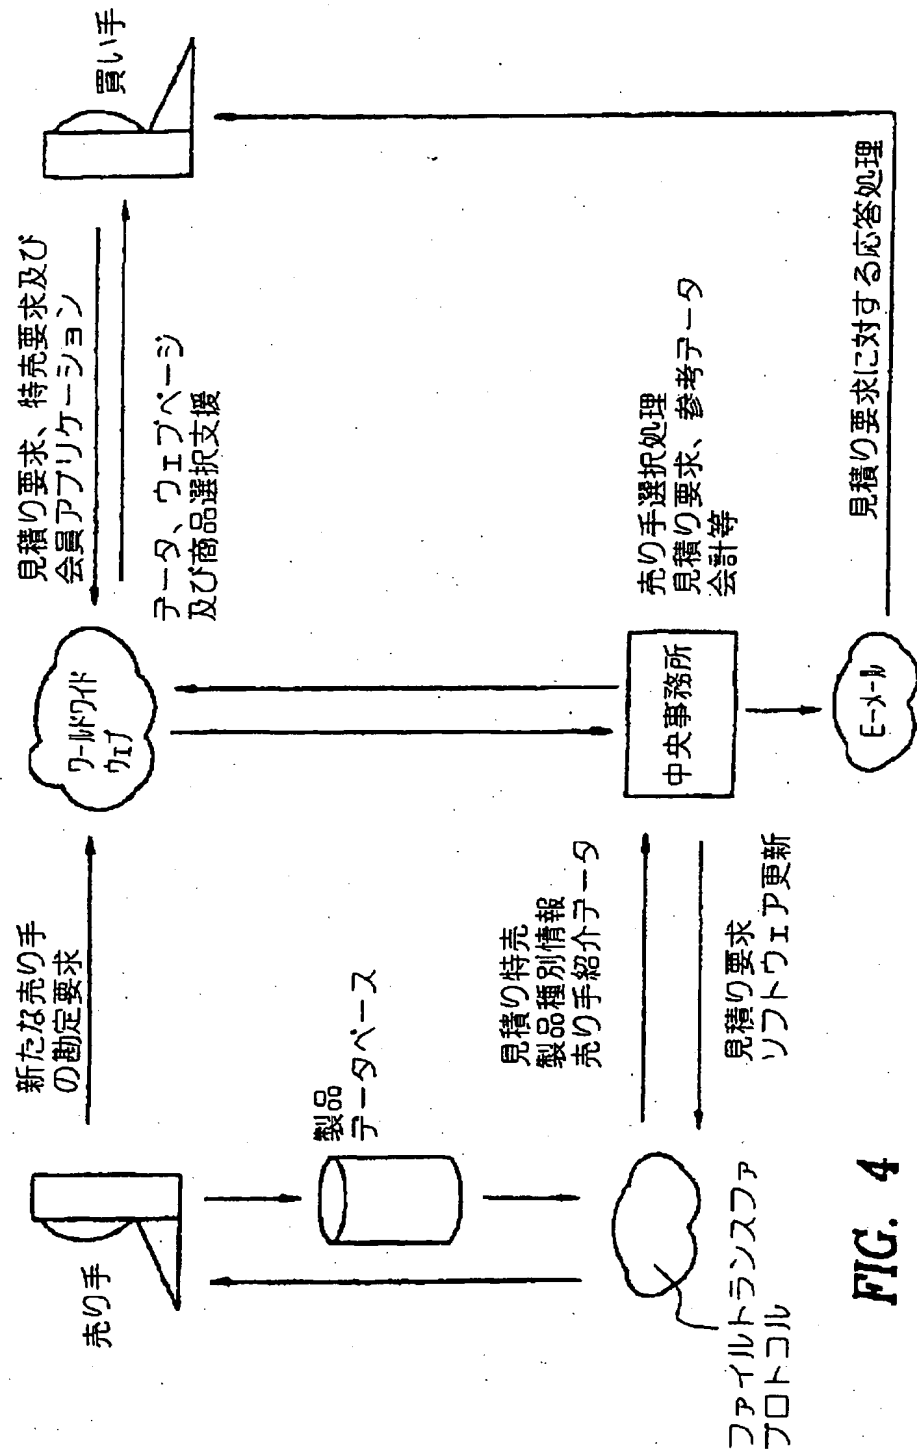 売り手
新たな売り手
の勘定要求
ワールドワイド
ウェブ
見積り要求、特売要求及び
会員アプリケーション
買い手
データ、ウェブページ
及び商品選択支援
製品
データベース
見積り特売
製品種別情報
売り手紹介データ
中央事務所
売り手選択処理
見積り要求、参考データ
会計等
見積り要求
ソフトウェア更新
ファイルトランスファ
プロトコル
E-メール
見積り要求に対する応答処理
FIG. 4